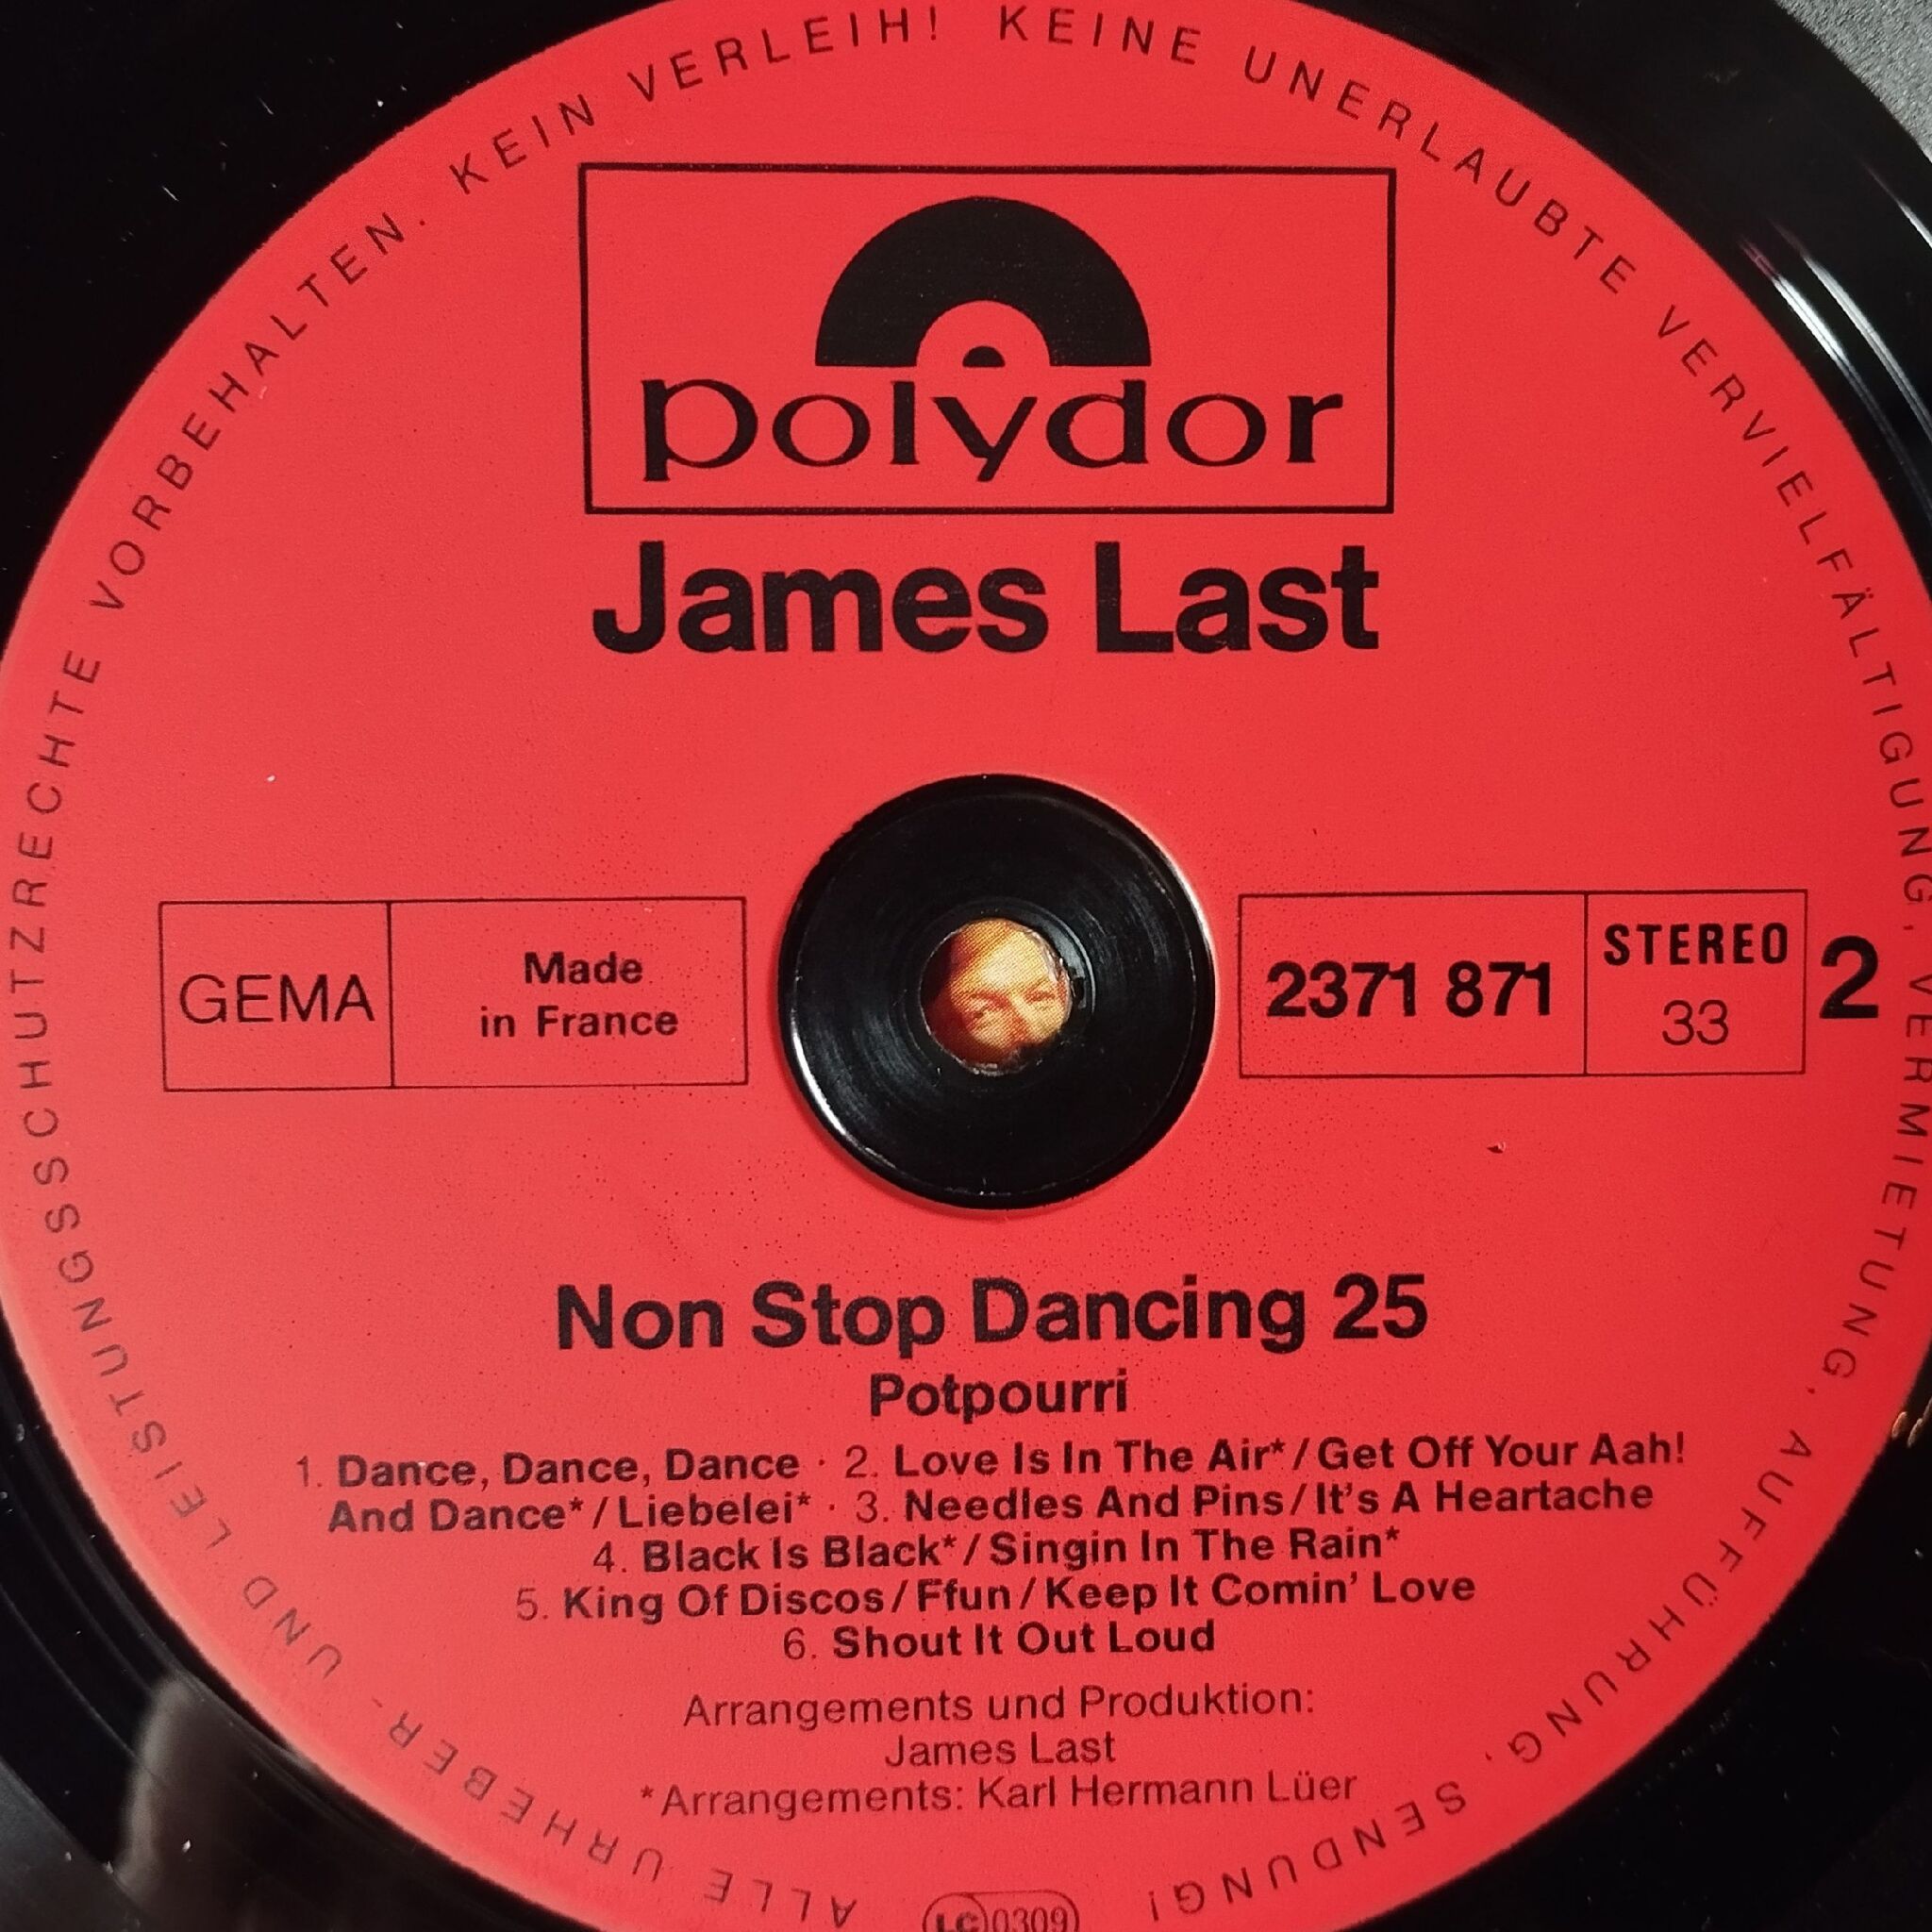 ALLE URHEBER- UND LEISTUNGSSCHUTZRECHTE VORBEHALTEN. KEIN VERLEIH! KEINE UNERLAUBTE VERVIELFÄLTIGUNG, VERMIETUNG, AUFFÜHRUNG, SENDUNG!
polydor
James Last
GEMA
Made
in France
2371 871
STEREO
33
2
Non Stop Dancing 25
Potpourri
1. Dance, Dance, Dance · 2. Love Is In The Air*/Get Off Your Aah!
And Dance*/Liebelei* · 3. Needles And Pins/It's A Heartache
4. Black Is Black*/Singin In The Rain*
5. King Of Discos/Ffun/Keep It Comin' Love
6. Shout It Out Loud
Arrangements und Produktion:
James Last
*Arrangements: Karl Hermann Lüer
LC 0309